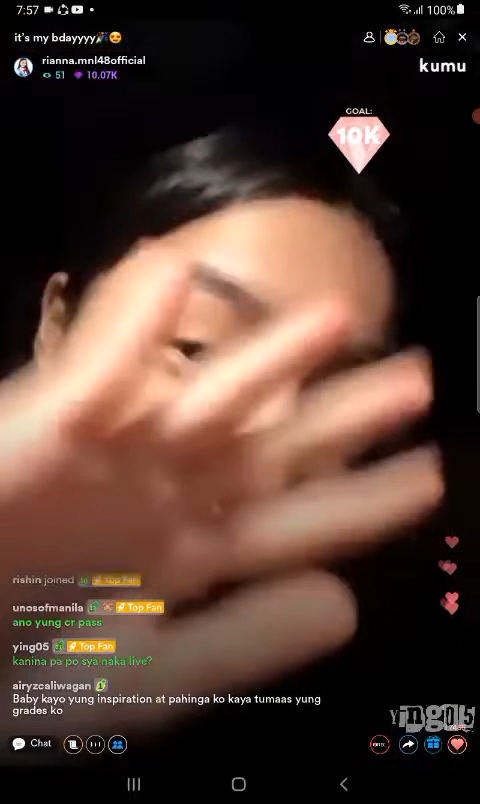 7:57
100%
it's my bdayyyy🎉😍
rianna.mnl48official
51 10.07K
kumu
GOAL:
10K
rishin joined Top Fan
unosofmanila Top Fan
ano yung cr pass
ying05 Top Fan
kanina pa po sya naka live?
airyzcaliwagan
Baby kayo yung inspiration at pahinga ko kaya tumaas yung
grades ko
Ying05
Chat